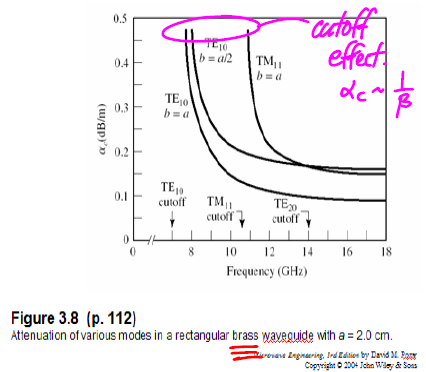 0.5
cutoff
effect.
αc ~ 1/β
TE10
b = a/2
TM11
b = a
0.4
0.3
TE10
b = a
αc (dB/m)
0.2
0.1
TE10
cutoff
TM11
cutoff
TE20
cutoff
0
0 8 10 12 14 16 18
Frequency (GHz)
Figure 3.8 (p. 112)
Attenuation of various modes in a rectangular brass waveguide with a = 2.0 cm.
Microwave Engineering, 3rd Edition by David M. Pozar
Copyright © 2004 John Wiley & Sons